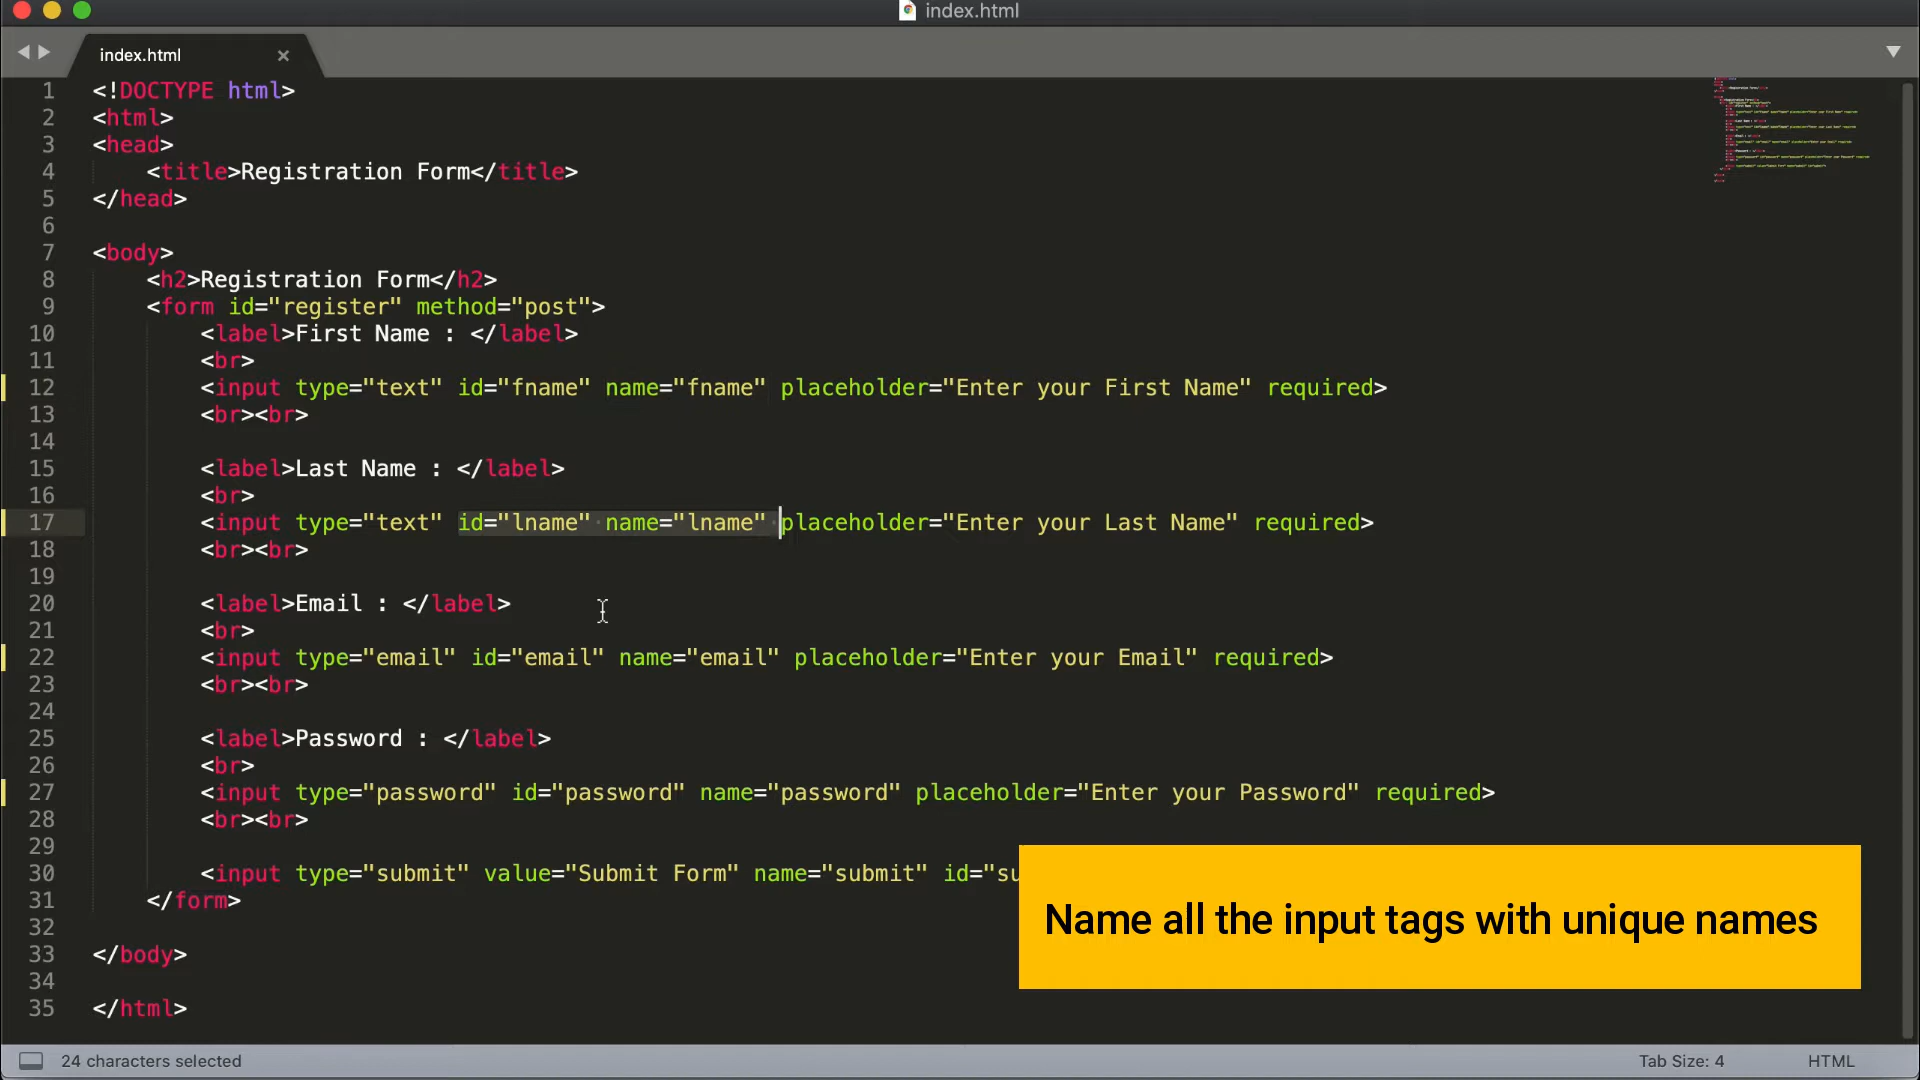 index.html
index.html ×
1 <!DOCTYPE html>
2 <html>
3 <head>
4 <title>Registration Form</title>
5 </head>
6
7 <body>
8 <h2>Registration Form</h2>
9 <form id="register" method="post">
10 <label>First Name : </label>
11 <br>
12 <input type="text" id="fname" name="fname" placeholder="Enter your First Name" required>
13 <br><br>
14
15 <label>Last Name : </label>
16 <br>
17 <input type="text" id="lname" name="lname" placeholder="Enter your Last Name" required>
18 <br><br>
19
20 <label>Email : </label>
21 <br>
22 <input type="email" id="email" name="email" placeholder="Enter your Email" required>
23 <br><br>
24
25 <label>Password : </label>
26 <br>
27 <input type="password" id="password" name="password" placeholder="Enter your Password" required>
28 <br><br>
29
30 <input type="submit" value="Submit Form" name="submit" id="su
31 </form>
32
33 </body>
34
35 </html>
Name all the input tags with unique names
24 characters selected
Tab Size: 4
HTML